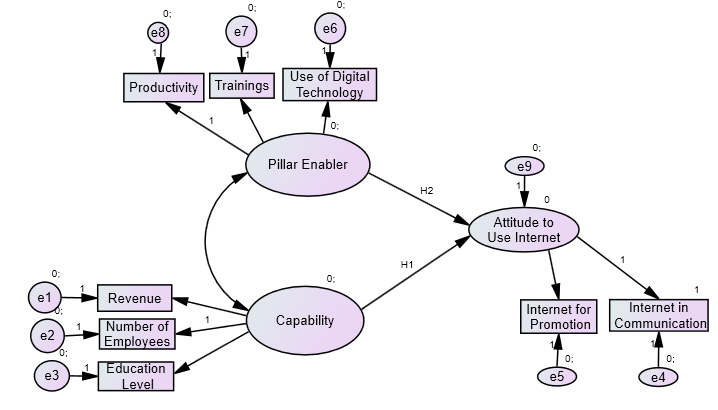 0;
0;
0;
e8
e7
e6
1
1
1
Productivity
Trainings
Use of Digital
Technology
1
0;
Pillar Enabler
0;
e9
H2
1
0
Attitude to
Use Internet
H1
1
0;
Capability
0;
e1
1
Revenue
0;
e2
1
Number of
Employees
1
0;
e3
1
Education
Level
1
Internet for
Promotion
Internet in
Communication
1
1
0;
0;
e5
e4